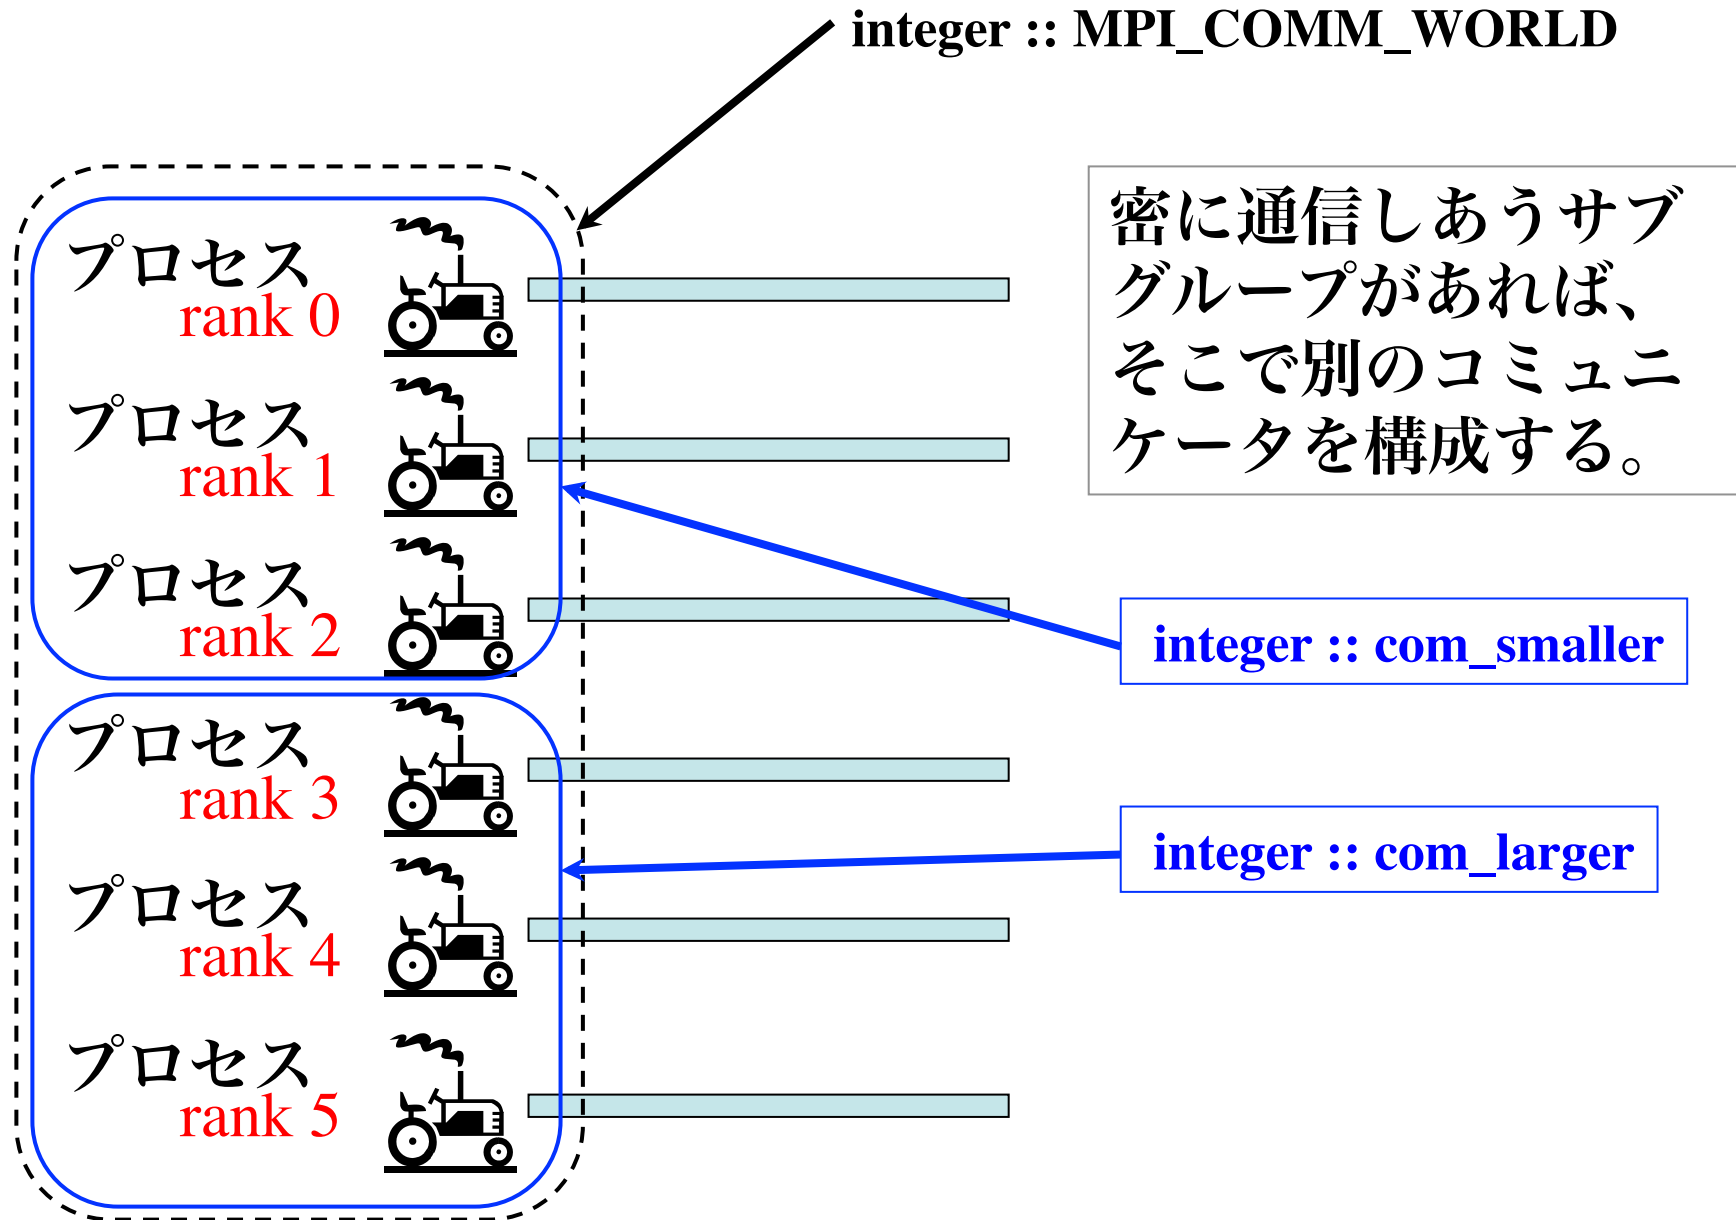 integer :: MPI_COMM_WORLD
密に通信しあうサブ
グループがあれば、
そこで別のコミュニ
ケータを構成する。
プロセス
rank 0
プロセス
rank 1
プロセス
rank 2
integer :: com_smaller
プロセス
rank 3
integer :: com_larger
プロセス
rank 4
プロセス
rank 5